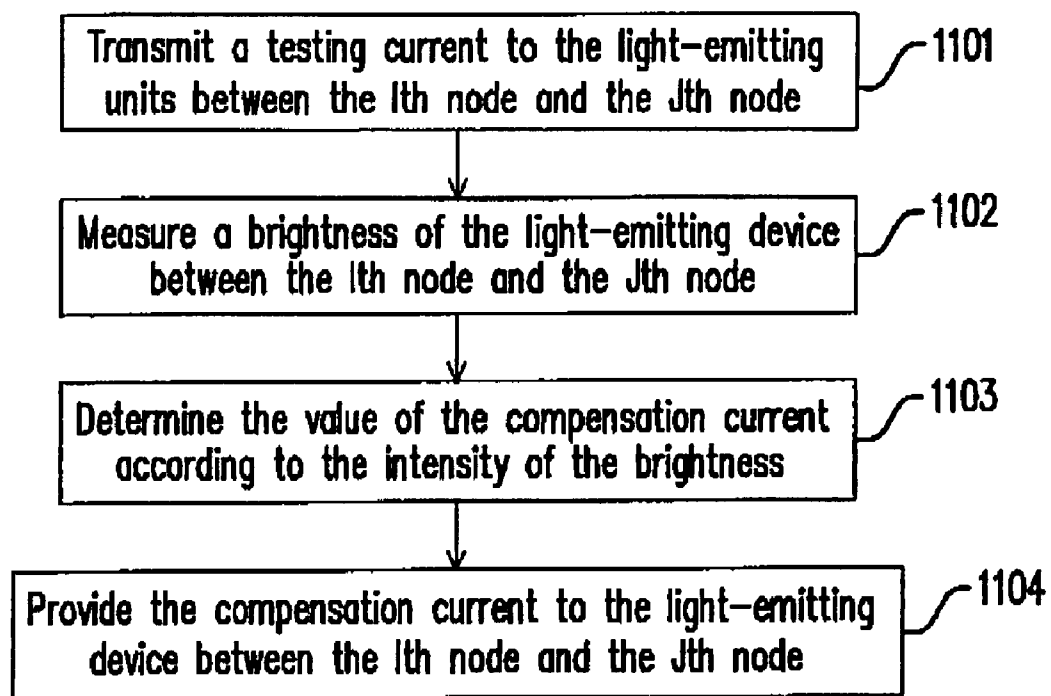 Transmit a testing current to the light-emitting
units between the Ith node and the Jth node
1101
Measure a brightness of the light-emitting device
between the Ith node and the Jth node
1102
Determine the value of the compensation current
according to the intensity of the brightness
1103
Provide the compensation current to the light-emitting
device between the Ith node and the Jth node
1104